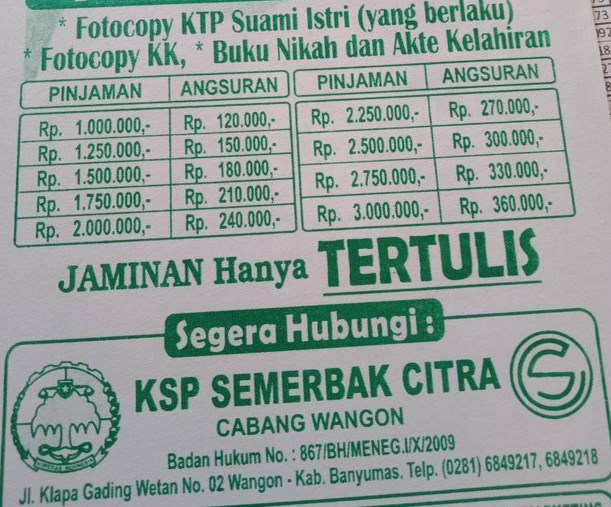 * Fotocopy KTP Suami Istri (yang berlaku)
* Fotocopy KK, * Buku Nikah dan Akte Kelahiran
PINJAMAN ANGSURAN PINJAMAN ANGSURAN
Rp. 1.000.000,- Rp. 120.000,- Rp. 2.250.000,- Rp. 270.000,-
Rp. 1.250.000,- Rp. 150.000,- Rp. 2.500.000,- Rp. 300.000,-
Rp. 1.500.000,- Rp. 180.000,- Rp. 2.750.000,- Rp. 330.000,-
Rp. 1.750.000,- Rp. 210.000,- Rp. 3.000.000,- Rp. 360.000,-
Rp. 2.000.000,- Rp. 240.000,-
JAMINAN Hanya TERTULIS
Segera Hubungi :
KSP SEMERBAK CITRA
CABANG WANGON
Badan Hukum No. : 867/BH/MENEG.I/X/2009
Jl. Klapa Gading Wetan No. 02 Wangon - Kab. Banyumas. Telp. (0281) 6849217, 6849218